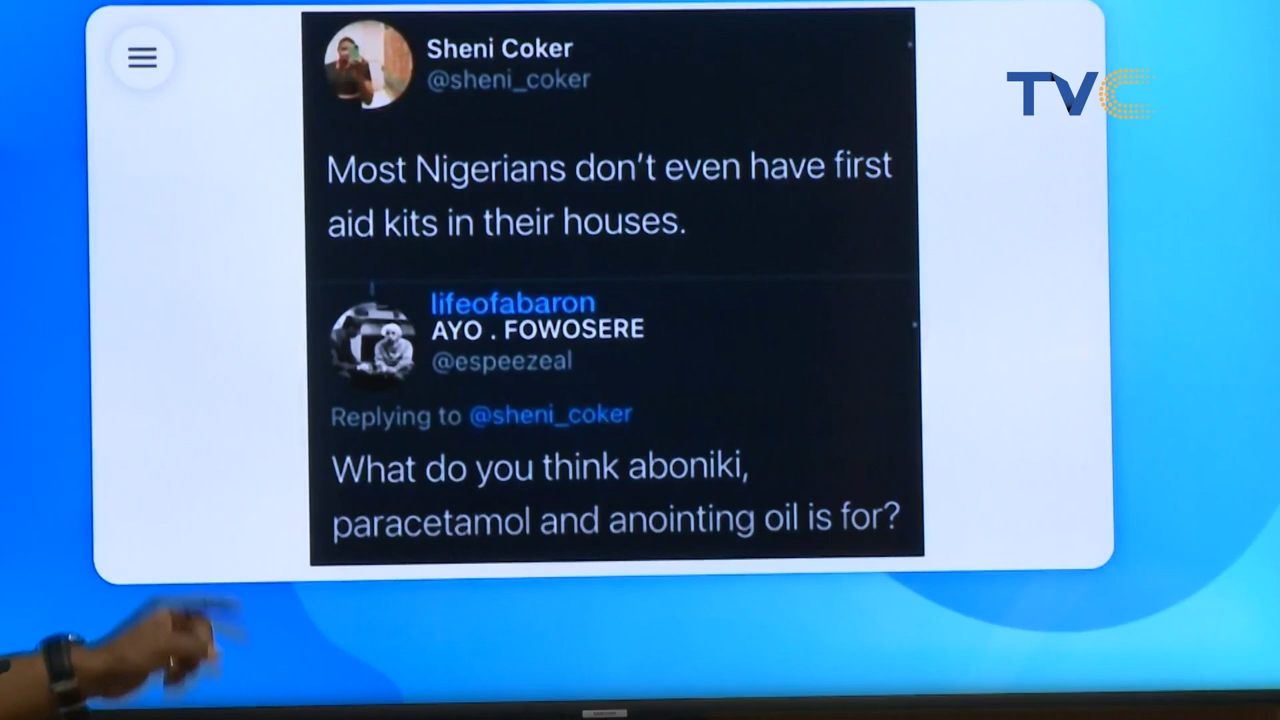 TVC
Sheni Coker
@sheni_coker
Most Nigerians don't even have first
aid kits in their houses.
lifeofabaron
AYO . FOWOSERE
@espeezeal
Replying to @sheni_coker
What do you think aboniki,
paracetamol and anointing oil is for?